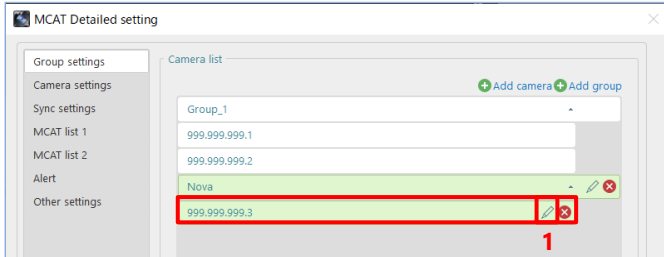 MCAT Detailed setting
Group settings
Camera settings
Sync settings
MCAT list 1
MCAT list 2
Alert
Other settings
Camera list
Add camera Add group
Group_1
999.999.999.1
999.999.999.2
Nova
999.999.999.3
1